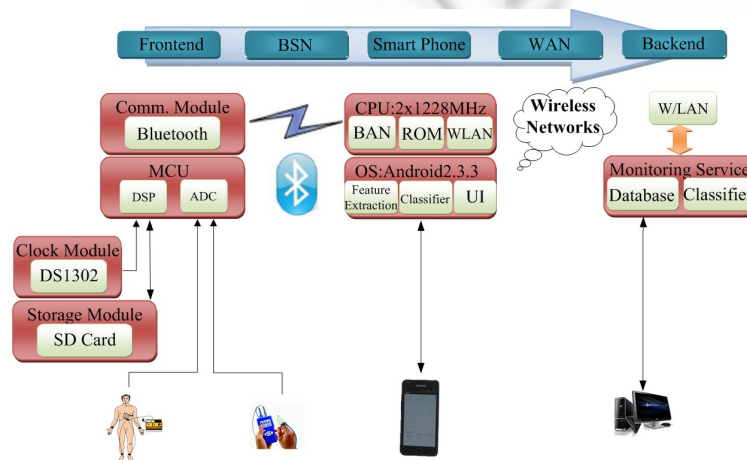 Frontend
BSN
Smart Phone
WAN
Backend
Comm. Module
Bluetooth
MCU
DSP
ADC
Clock Module
DS1302
Storage Module
SD Card
CPU:2x1228MHz
BAN
ROM
WLAN
OS:Android2.3.3
Feature
Extraction
Classifier
UI
Wireless
Networks
W/LAN
Monitoring Service
Database
Classifier